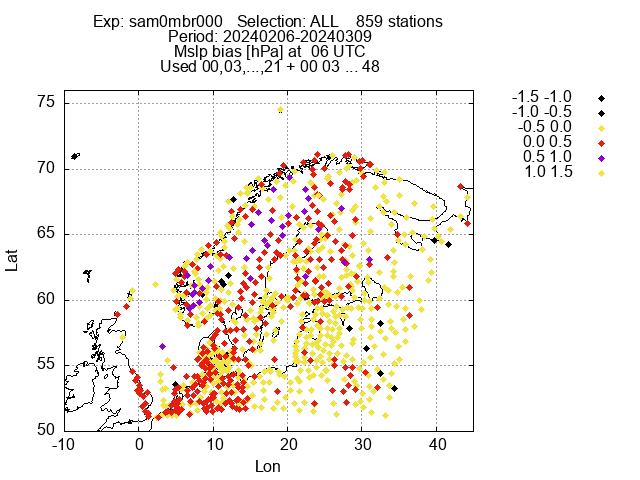 Exp: sam0mbr000 Selection: ALL 859 stations
Period: 20240206-20240309
Mslp bias [hPa] at 06 UTC
Used 00,03,...,21 + 00 03 ... 48
-1.5 -1.0
-1.0 -0.5
-0.5 0.0
0.0 0.5
0.5 1.0
1.0 1.5
75
70
65
60
55
50
Lat
-10 0 10 20 30 40
Lon